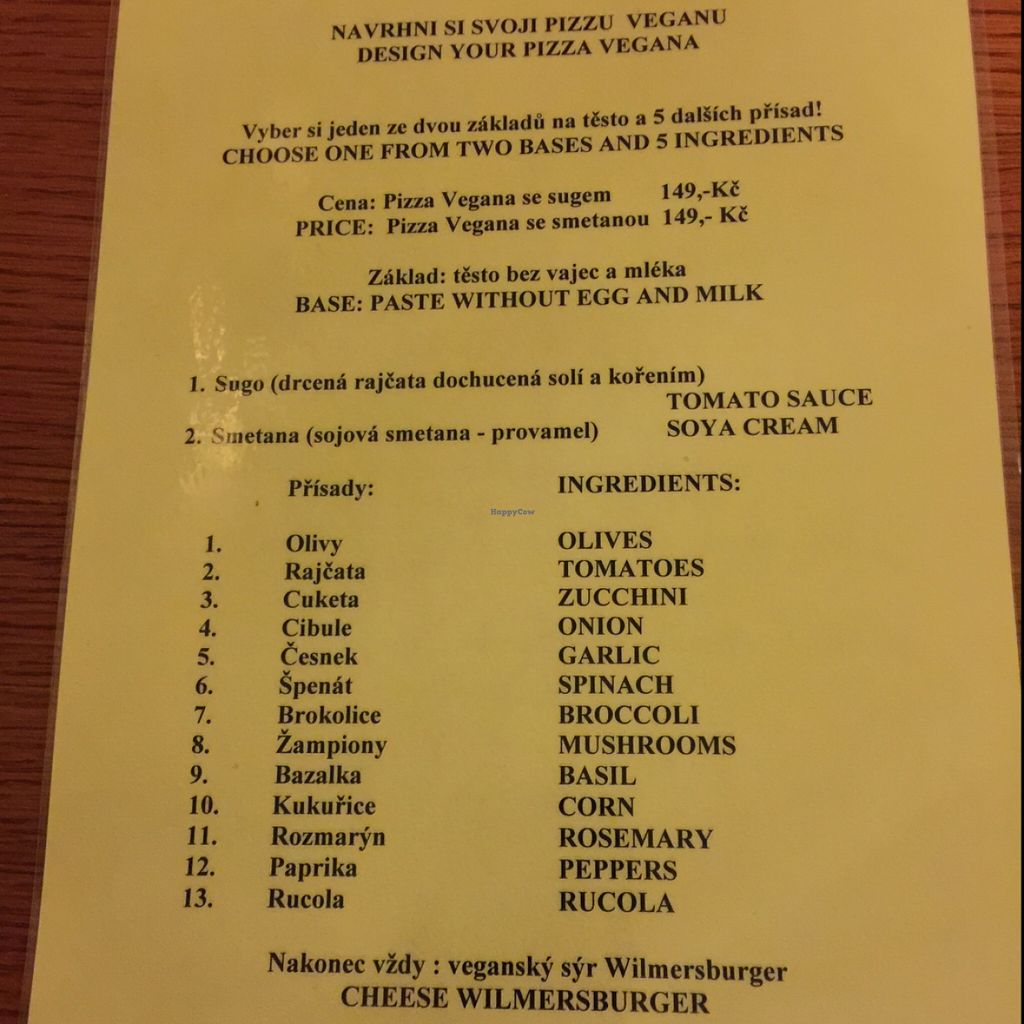 NAVRHNI SI SVOJI PIZZU VEGANU
DESIGN YOUR PIZZA VEGANA
Vyber si jeden ze dvou základů na těsto a 5 dalších přísad!
CHOOSE ONE FROM TWO BASES AND 5 INGREDIENTS
Cena: Pizza Vegana se sugem 149,-Kč
PRICE: Pizza Vegana se smetanou 149,- Kč
Základ: těsto bez vajec a mléka
BASE: PASTE WITHOUT EGG AND MILK
1. Sugo (drcená rajčata dochucená solí a kořením)
TOMATO SAUCE
2. Smetana (sojová smetana - provamel) SOYA CREAM
Přísady: INGREDIENTS:
HappyCow
1. Olivy OLIVES
2. Rajčata TOMATOES
3. Cuketa ZUCCHINI
4. Cibule ONION
5. Česnek GARLIC
6. Špenát SPINACH
7. Brokolice BROCCOLI
8. Žampiony MUSHROOMS
9. Bazalka BASIL
10. Kukuřice CORN
11. Rozmarýn ROSEMARY
12. Paprika PEPPERS
13. Rucola RUCOLA
Nakonec vždy : veganský sýr Wilmersburger
CHEESE WILMERSBURGER